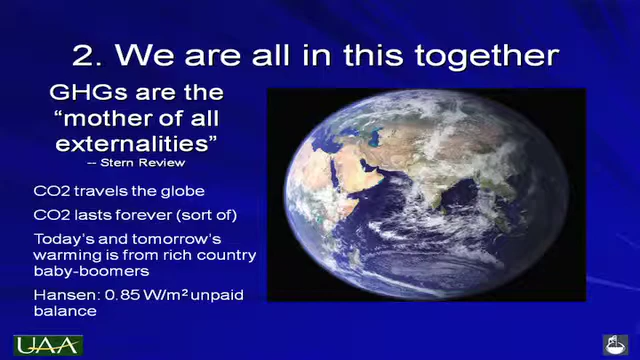 2. We are all in this together
GHGs are the
“mother of all
externalities”
-- Stern Review
CO2 travels the globe
CO2 lasts forever (sort of)
Today’s and tomorrow’s
warming is from rich country
baby-boomers
Hansen: 0.85 W/m² unpaid
balance
UAA